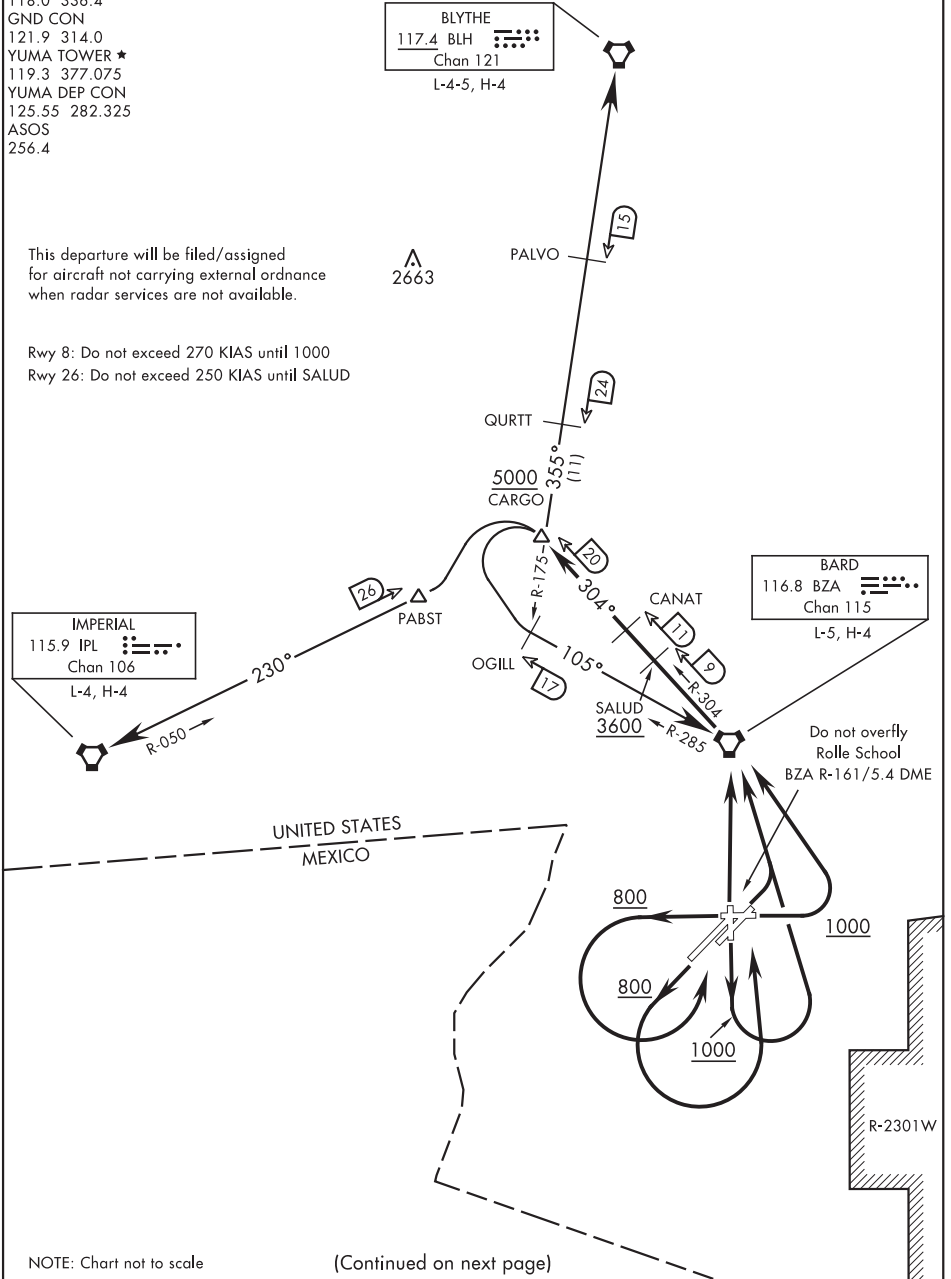 118.0 336.4
GND CON
121.9 314.0
YUMA TOWER ★
119.3 377.075
YUMA DEP CON
125.55 282.325
ASOS
256.4
BLYTHE
117.4 BLH
Chan 121
L-4-5, H-4
This departure will be filed/assigned
for aircraft not carrying external ordnance
when radar services are not available.
2663
Rwy 8: Do not exceed 270 KIAS until 1000
Rwy 26: Do not exceed 250 KIAS until SALUD
15
PALVO
24
QURTT
355°
(11)
5000
CARGO
20
R-175
304°
CANAT
11
9
R-304
BARD
116.8 BZA
Chan 115
L-5, H-4
26
PABST
IMPERIAL
115.9 IPL
Chan 106
L-4, H-4
230°
R-050
OGILL
17
105°
SALUD
3600
R-285
Do not overfly
Rolle School
BZA R-161/5.4 DME
UNITED STATES
MEXICO
800
1000
800
1000
R-2301W
NOTE: Chart not to scale
(Continued on next page)